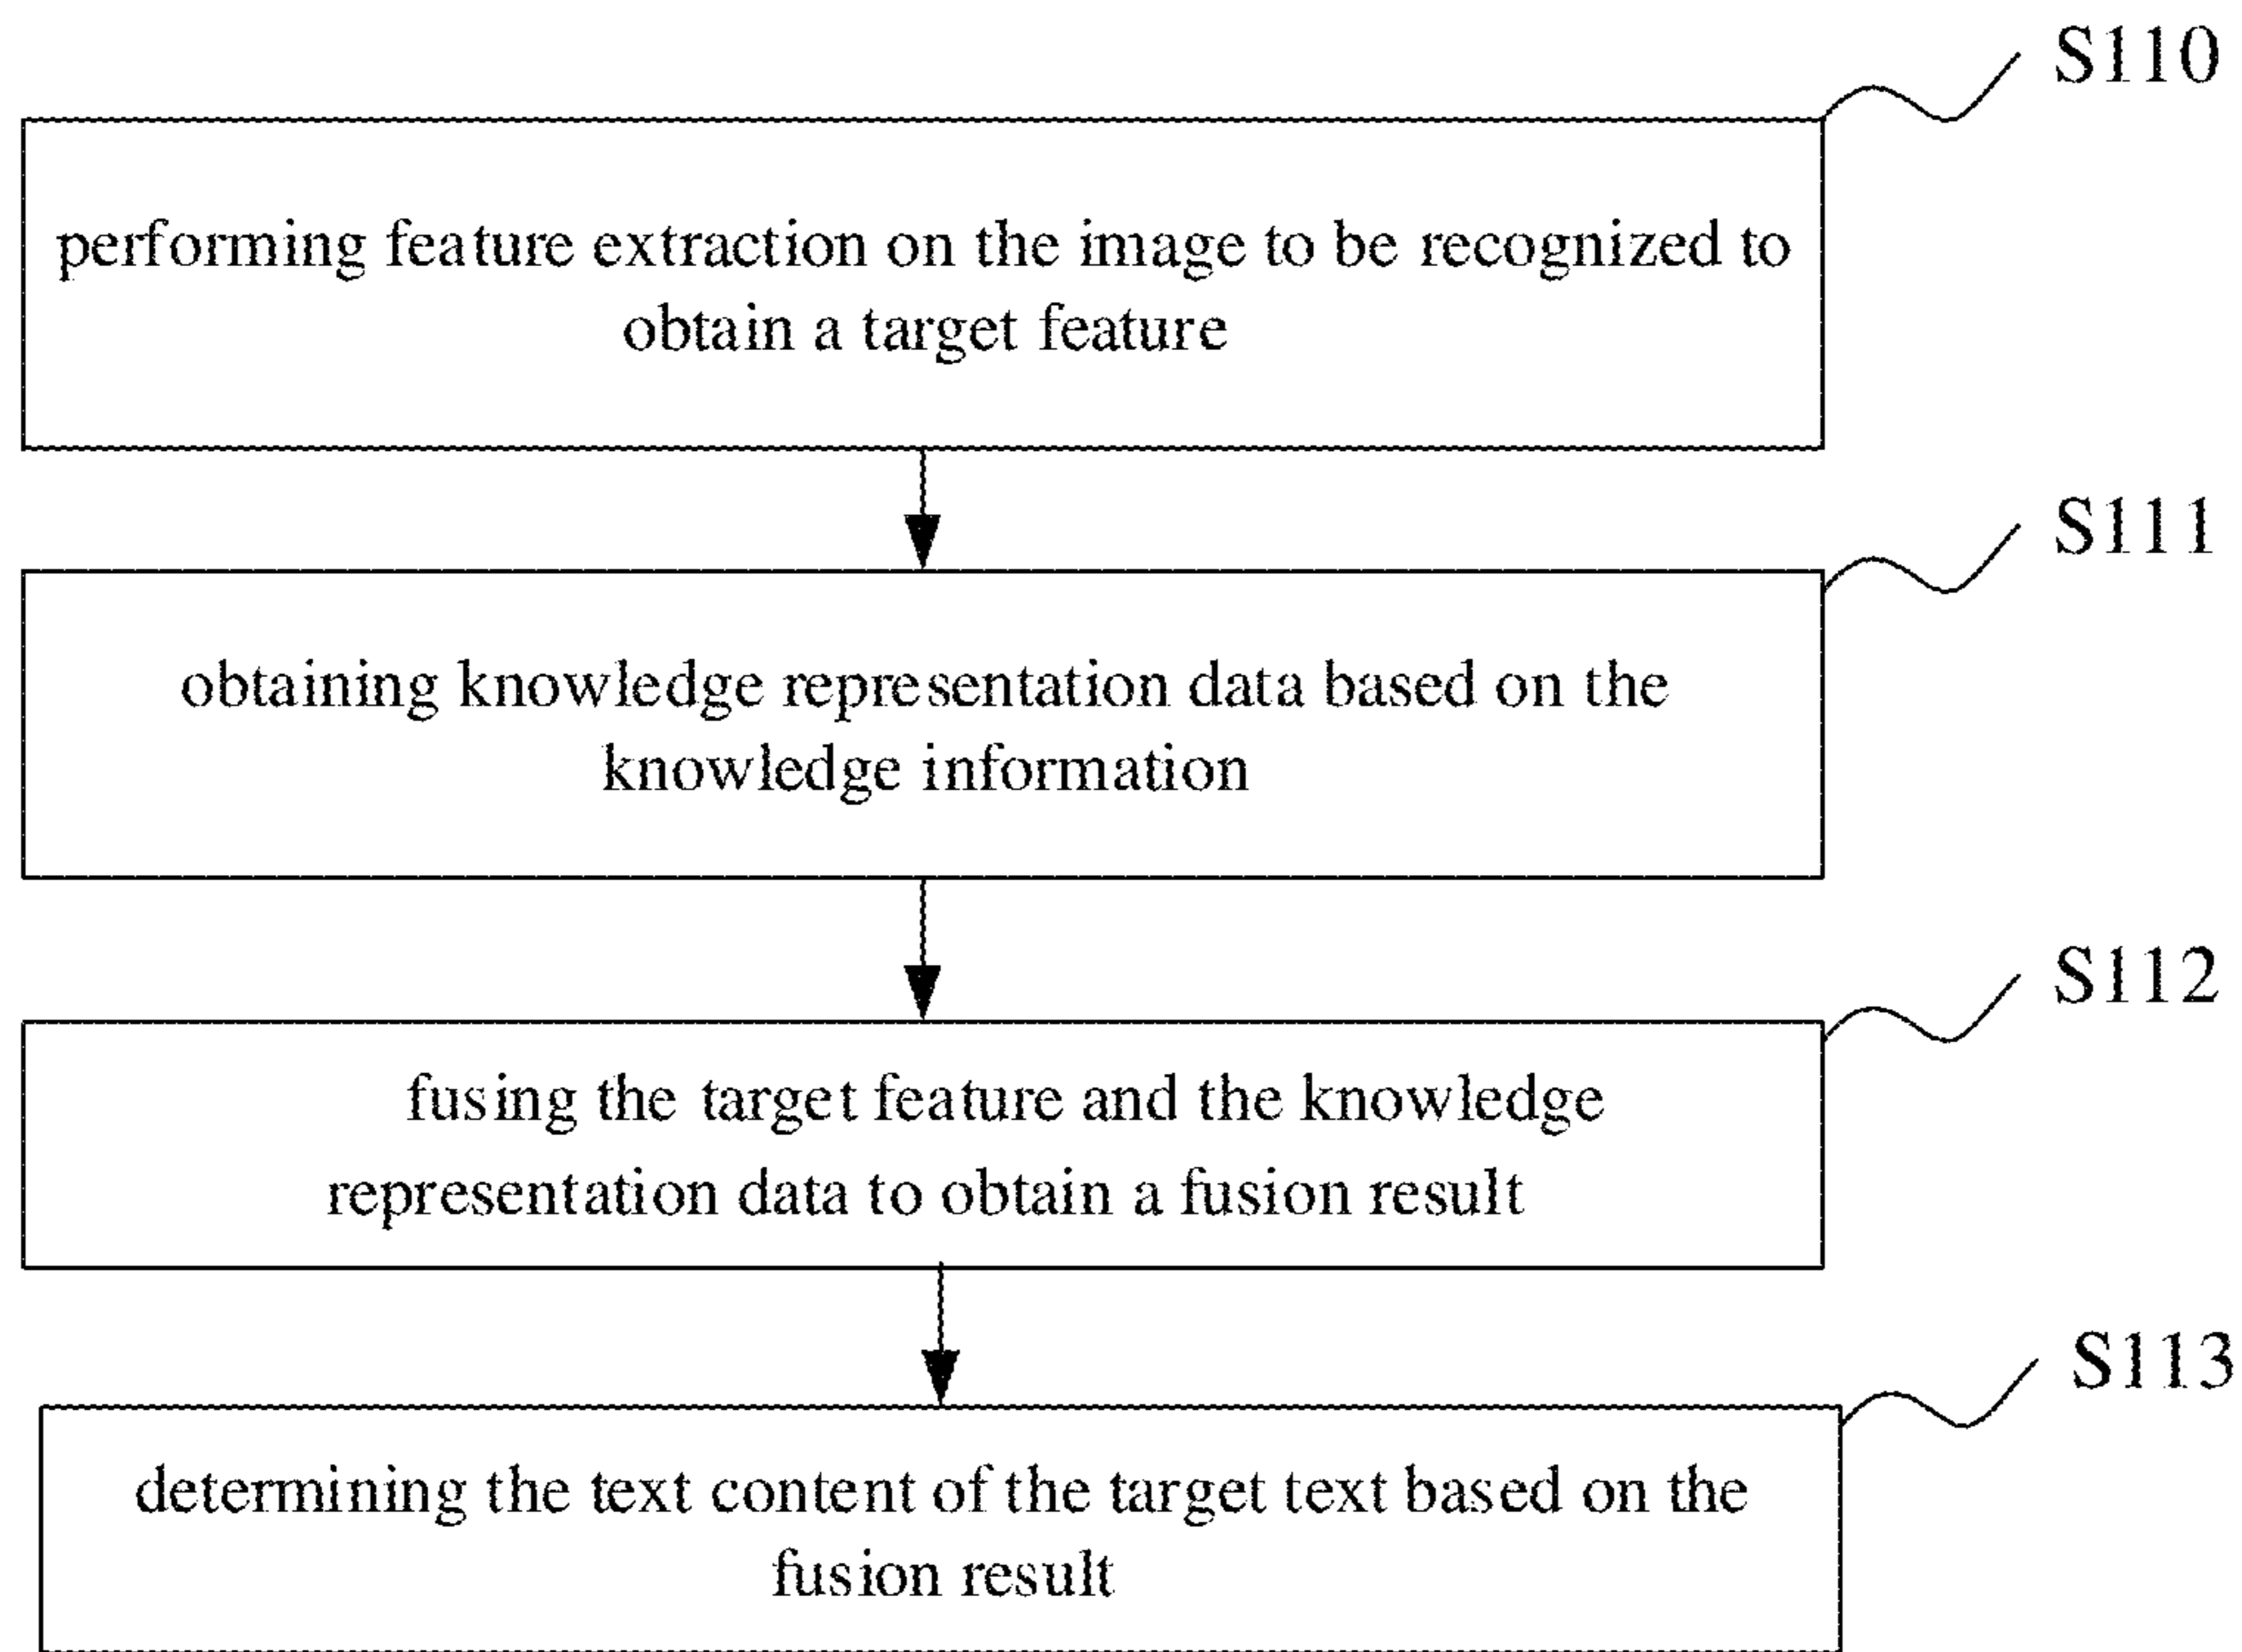 S110
performing feature extraction on the image to be recognized to
obtain a target feature
S111
obtaining knowledge representation data based on the
knowledge information
S112
fusing the target feature and the knowledge
representation data to obtain a fusion result
S113
determining the text content of the target text based on the
fusion result